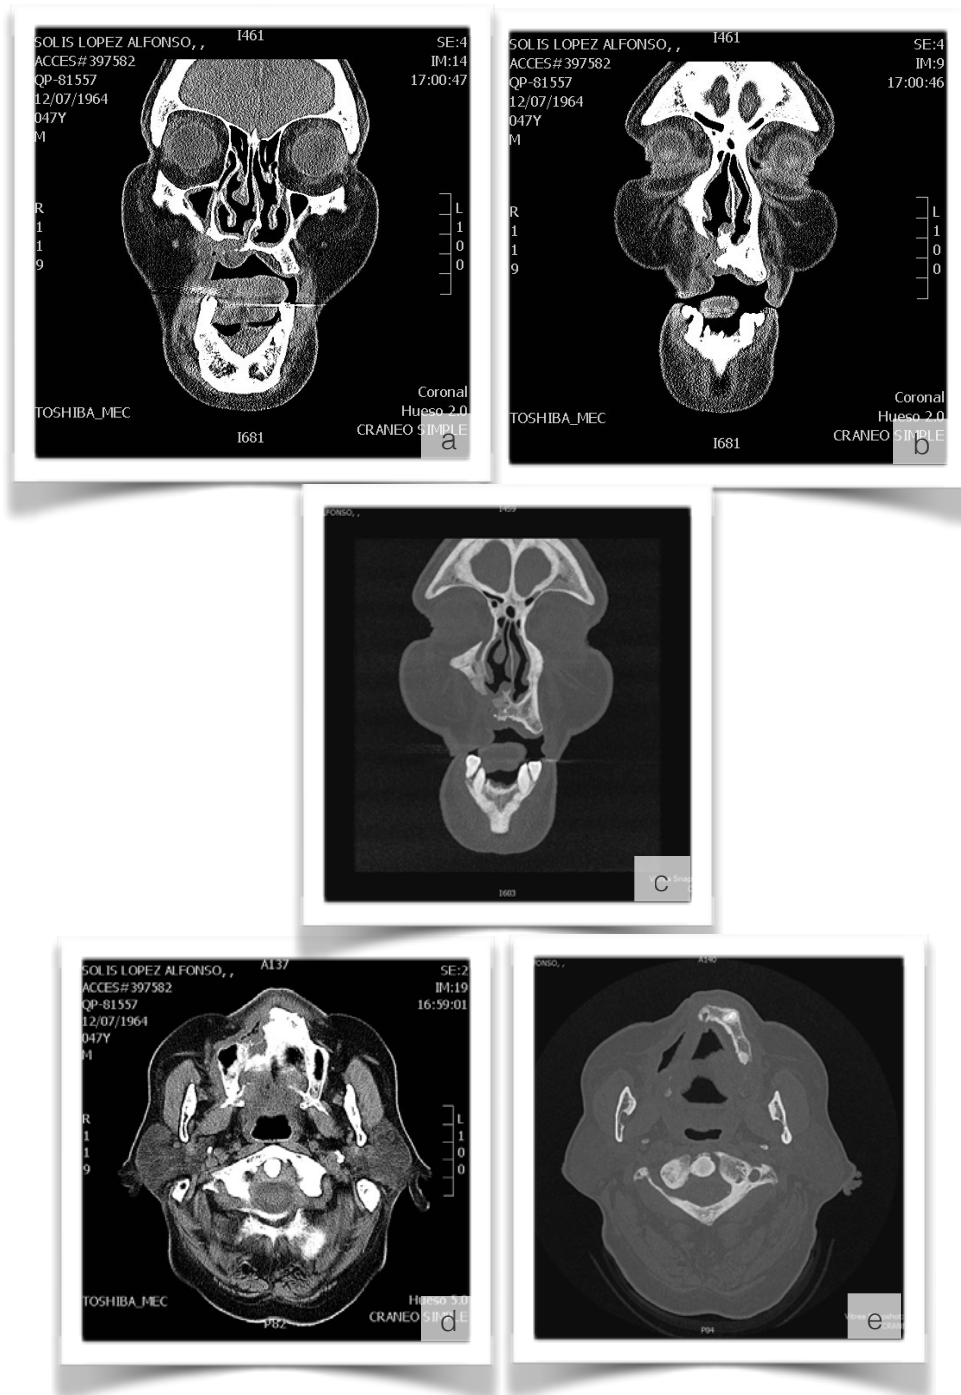 SOLIS LOPEZ ALFONSO, ,
I461
SE:4
ACCES# 397582
IM:14
QP-81557
17:00:47
12/07/1964
047Y
M
R
1
1
9
L
1
0
0
Coronal
Hueso 2.0
TOSHIBA_MEC
CRANEO SIMPLE
I681
a
SOLIS LOPEZ ALFONSO, ,
I461
SE:4
ACCES# 397582
IM:9
QP-81557
17:00:46
12/07/1964
047Y
M
R
1
1
9
L
1
0
0
Coronal
Hueso 2.0
TOSHIBA_MEC
CRANEO SIMPLE
I681
b
FONSO, ,
I459
I603
c
SOLIS LOPEZ ALFONSO, ,
A137
SE:2
ACCES# 397582
IM:19
QP-81557
16:59:01
12/07/1964
047Y
M
R
1
1
9
L
1
0
0
TOSHIBA_MEC
Hueso 5.0
CRANEO SIMPLE
P82
d
FONSO, ,
A140
P84
e